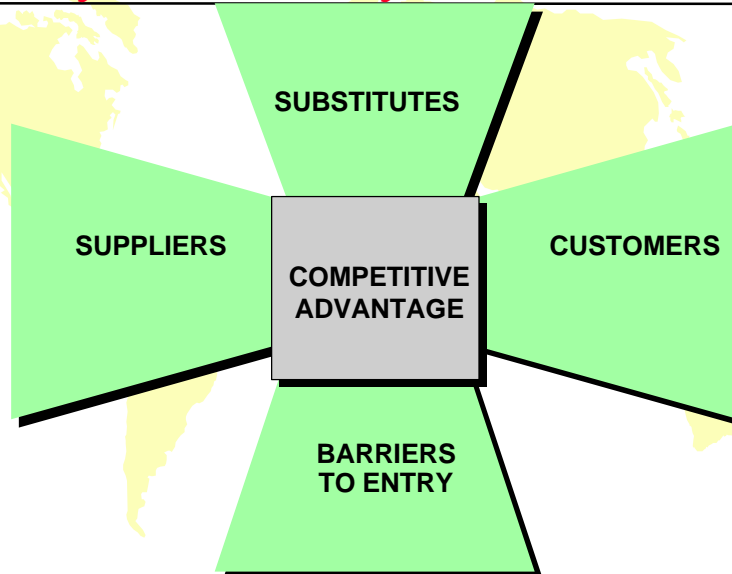 SUBSTITUTES
SUPPLIERS
CUSTOMERS
COMPETITIVE
ADVANTAGE
BARRIERS
TO ENTRY